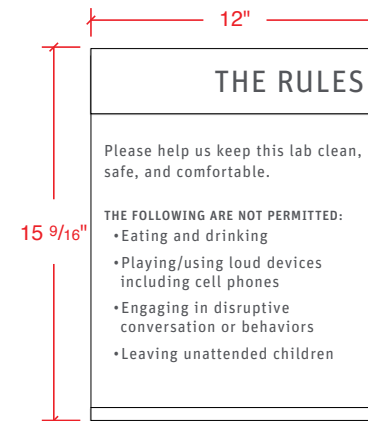 12"
THE RULES
Please help us keep this lab clean,
safe, and comfortable.
15 9/16"
THE FOLLOWING ARE NOT PERMITTED:
•Eating and drinking
•Playing/using loud devices
including cell phones
•Engaging in disruptive
conversation or behaviors
•Leaving unattended children